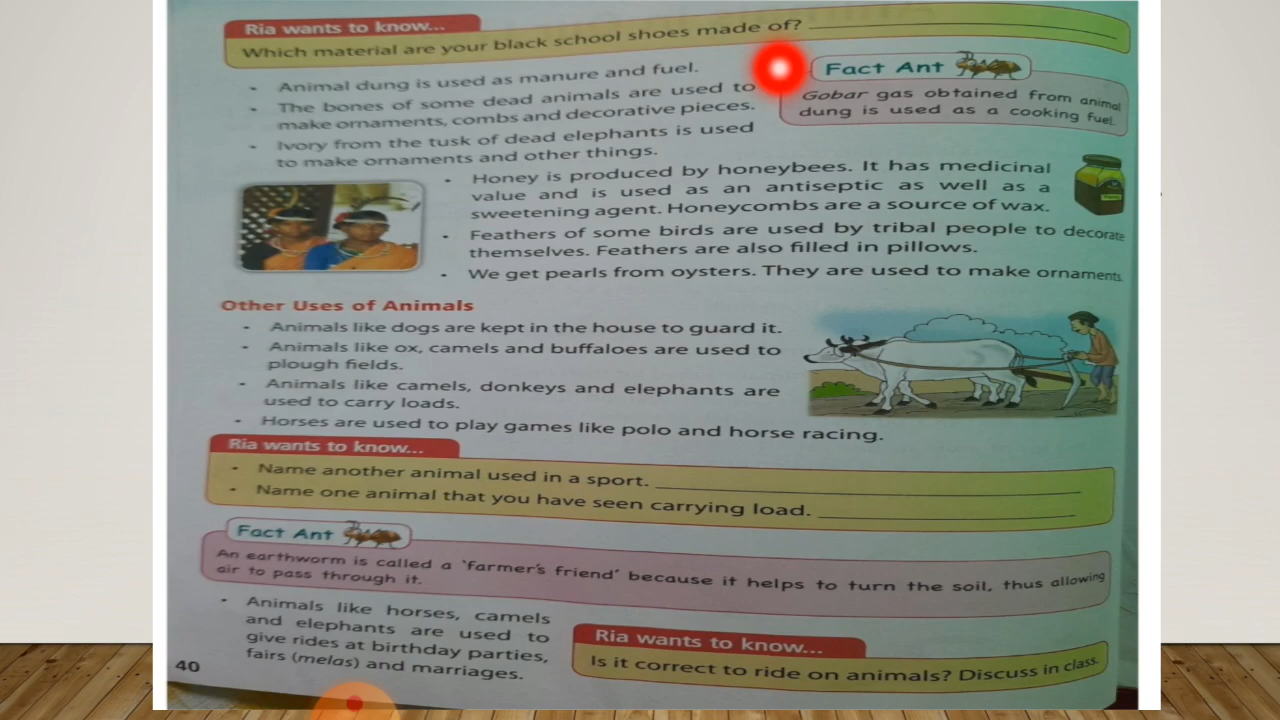 Ria wants to know...
Which material are your black school shoes made of?
• Animal dung is used as manure and fuel.
• The bones of some dead animals are used to
make ornaments, combs and decorative pieces.
• Ivory from the tusk of dead elephants is used
to make ornaments and other things.
Fact Ant
Gobar gas obtained from animal
dung is used as a cooking fuel.
• Honey is produced by honeybees. It has medicinal
value and is used as an antiseptic as well as a
sweetening agent. Honeycombs are a source of wax.
• Feathers of some birds are used by tribal people to decorate
themselves. Feathers are also filled in pillows.
• We get pearls from oysters. They are used to make ornaments.
Other Uses of Animals
• Animals like dogs are kept in the house to guard it.
• Animals like ox, camels and buffaloes are used to
plough fields.
• Animals like camels, donkeys and elephants are
used to carry loads.
• Horses are used to play games like polo and horse racing.
Ria wants to know...
• Name another animal used in a sport.
• Name one animal that you have seen carrying load.
Fact Ant
An earthworm is called a 'farmer's friend' because it helps to turn the soil, thus allowing
air to pass through it.
• Animals like horses, camels
and elephants are used to
give rides at birthday parties,
fairs (melas) and marriages.
Ria wants to know...
Is it correct to ride on animals? Discuss in class.
40